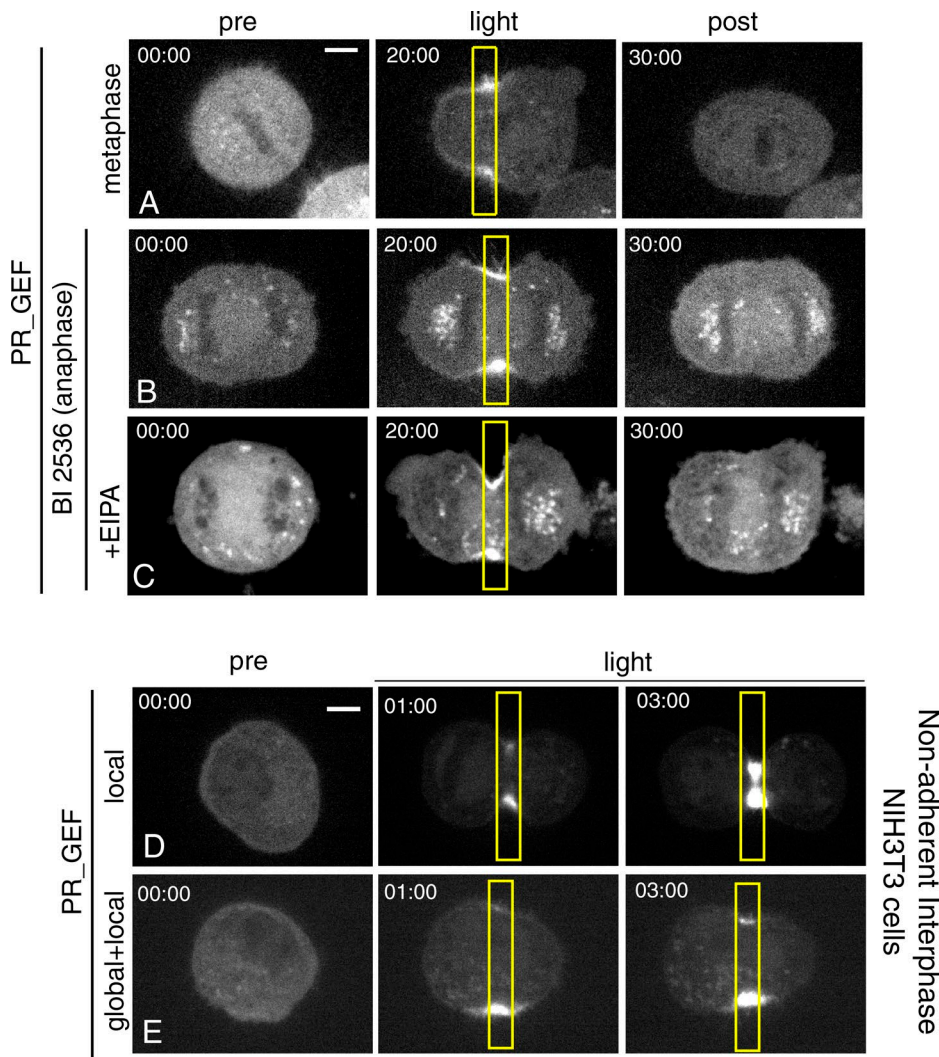 pre light post
PR_GEF
metaphase
00:00 20:00 30:00
A
BI 2536 (anaphase)
00:00 20:00 30:00
B
+EIPA
00:00 20:00 30:00
C
pre light
PR_GEF
local
00:00 01:00 03:00
D
global+local
00:00 01:00 03:00
E
Non-adherent Interphase
NIH3T3 cells